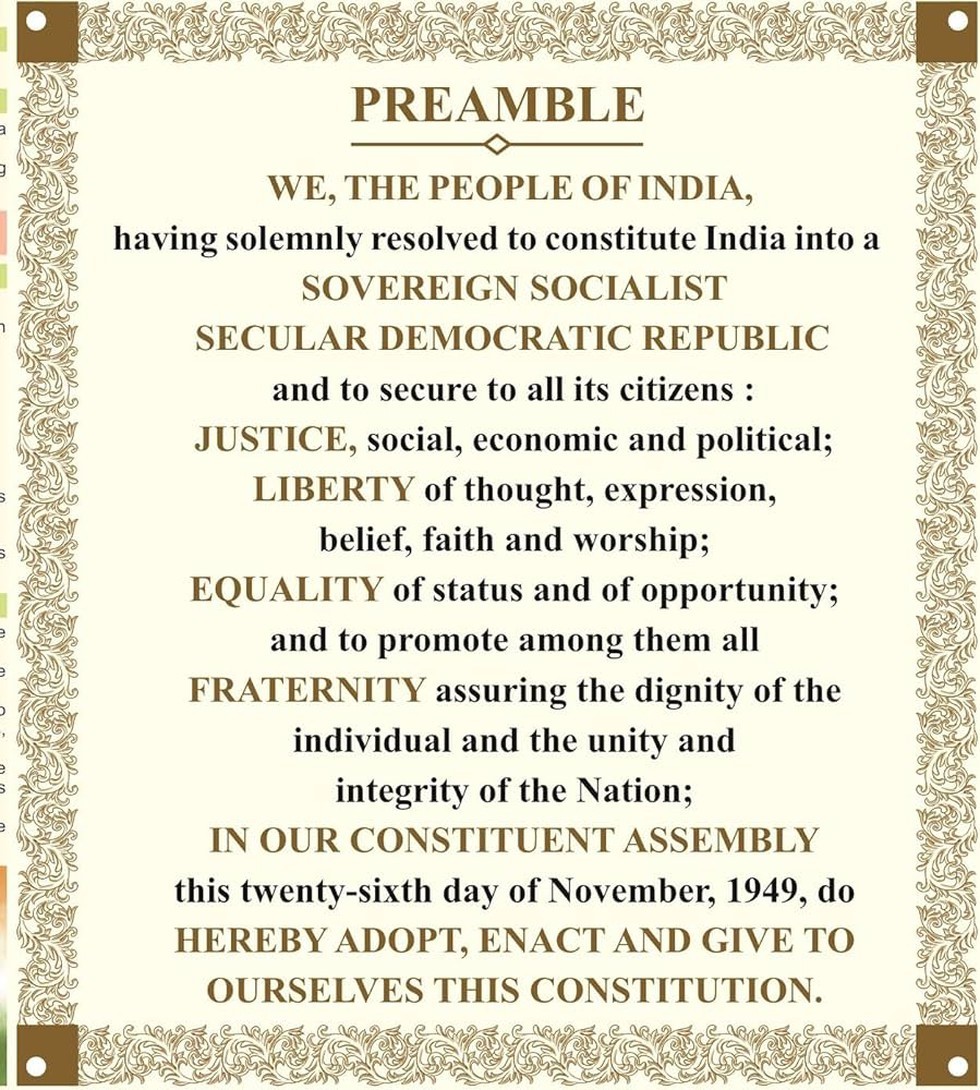 PREAMBLE
WE, THE PEOPLE OF INDIA,
having solemnly resolved to constitute India into a
SOVEREIGN SOCIALIST
SECULAR DEMOCRATIC REPUBLIC
and to secure to all its citizens :
JUSTICE, social, economic and political;
LIBERTY of thought, expression,
belief, faith and worship;
EQUALITY of status and of opportunity;
and to promote among them all
FRATERNITY assuring the dignity of the
individual and the unity and
integrity of the Nation;
IN OUR CONSTITUENT ASSEMBLY
this twenty-sixth day of November, 1949, do
HEREBY ADOPT, ENACT AND GIVE TO
OURSELVES THIS CONSTITUTION.